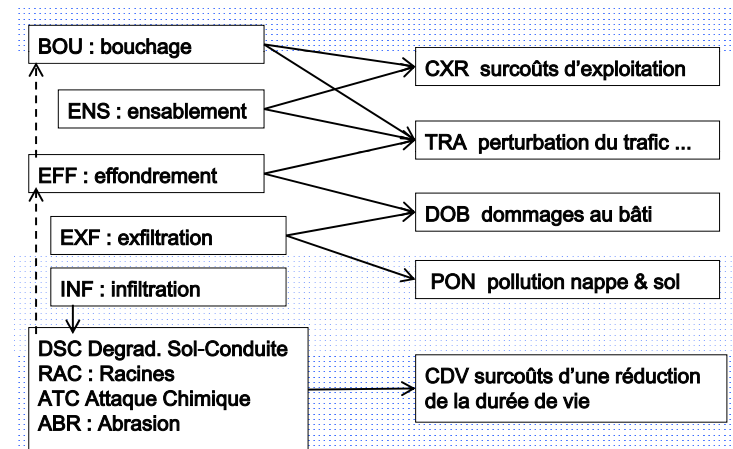 BOU : bouchage
ENS : ensablement
EFF : effondrement
EXF : exfiltration
INF : infiltration
DSC Degrad. Sol-Conduite
RAC : Racines
ATC Attaque Chimique
ABR : Abrasion
CXR surcoûts d'exploitation
TRA perturbation du trafic ...
DOB dommages au bâti
PON pollution nappe & sol
CDV surcoûts d'une réduction
de la durée de vie